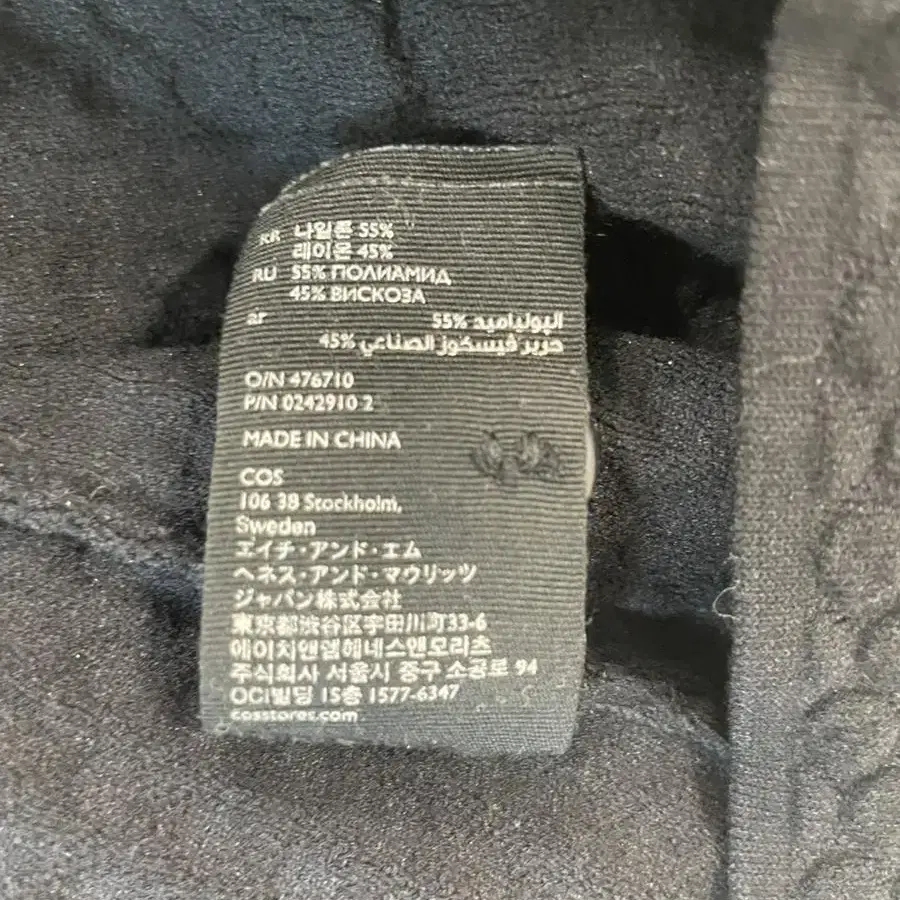 KR 나일론 55%
레이온 45%
RU 55% ПОЛИАМИД
45% ВИСКОЗА
ar البولياميد 55%
حرير فيسكوز الصناعي 45%
O/N 476710
P/N 0242910 2
MADE IN CHINA
COS
106 38 Stockholm,
Sweden
エイチ・アンド・エム
ヘネス・アンド・マウリッツ
ジャパン株式会社
東京都渋谷区宇田川町33-6
에이치앤엠헤네스앤모리츠
주식회사 서울시 중구 소공로 94
OCI빌딩 15층 1577-6347
cosstores.com